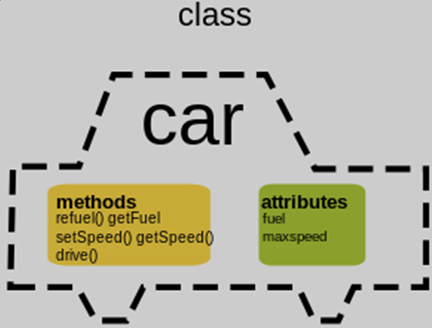 class
car
methods
refuel() getFuel
setSpeed() getSpeed()
drive()
attributes
fuel
maxspeed